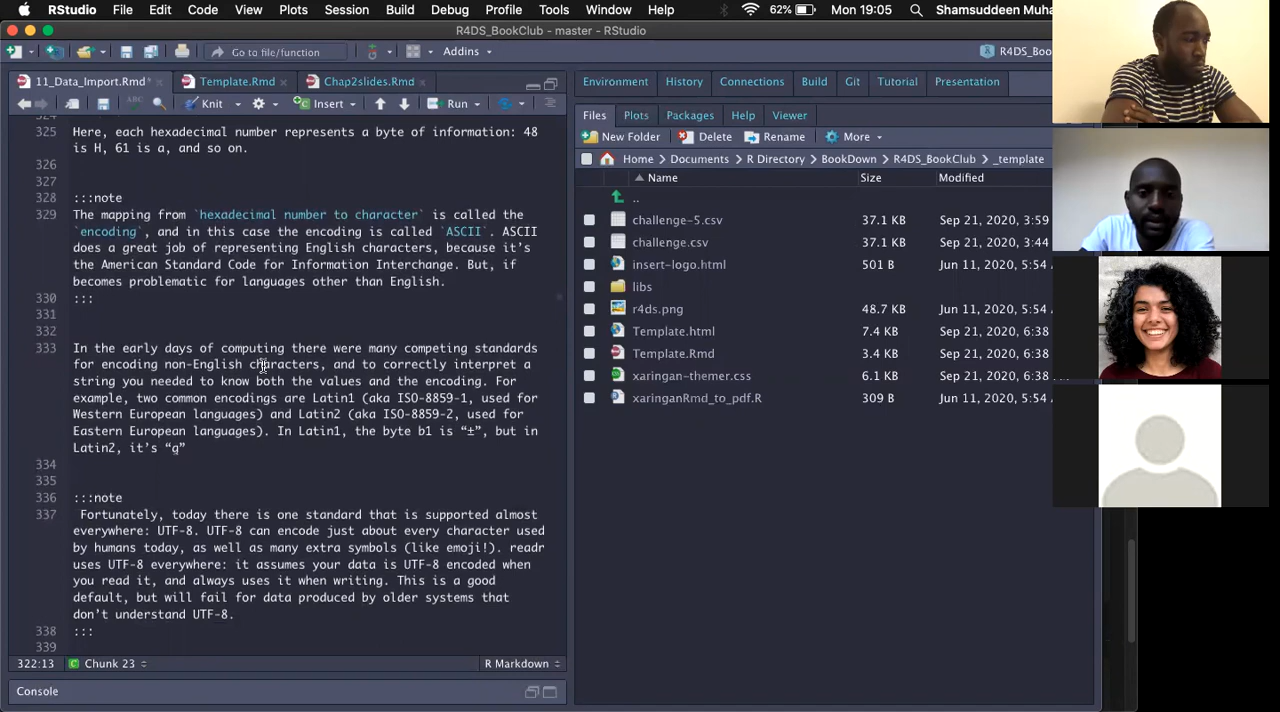 RStudio File Edit Code View Plots Session Build Debug Profile Tools Window Help 62% Mon 19:05 Shamsuddeen Muha
R4DS_BookClub - master - RStudio
Go to file/function Addins R4DS_Boo
11_Data_Import.Rmd* Template.Rmd Chap2slides.Rmd
Knit Insert Run
325 Here, each hexadecimal number represents a byte of information: 48
is H, 61 is a, and so on.
326
327
328 :::note
329 The mapping from `hexadecimal number to character` is called the
`encoding`, and in this case the encoding is called `ASCII`. ASCII
does a great job of representing English characters, because it’s
the American Standard Code for Information Interchange. But, if
becomes problematic for languages other than English.
330 :::
331
332
333 In the early days of computing there were many competing standards
for encoding non-English characters, and to correctly interpret a
string you needed to know both the values and the encoding. For
example, two common encodings are Latin1 (aka ISO-8859-1, used for
Western European languages) and Latin2 (aka ISO-8859-2, used for
Eastern European languages). In Latin1, the byte b1 is “±”, but in
Latin2, it’s “ą”
334
335
336 :::note
337 Fortunately, today there is one standard that is supported almost
everywhere: UTF-8. UTF-8 can encode just about every character used
by humans today, as well as many extra symbols (like emoji!). readr
uses UTF-8 everywhere: it assumes your data is UTF-8 encoded when
you read it, and always uses it when writing. This is a good
default, but will fail for data produced by older systems that
don’t understand UTF-8.
338 :::
339
322:13 Chunk 23 R Markdown
Console
Environment History Connections Build Git Tutorial Presentation
Files Plots Packages Help Viewer
New Folder Delete Rename More
Home Documents R Directory BookDown R4DS_BookClub _template
Name Size Modified
..
challenge-5.csv 37.1 KB Sep 21, 2020, 3:59
challenge.csv 37.1 KB Sep 21, 2020, 3:44
insert-logo.html 501 B Jun 11, 2020, 5:54
libs
r4ds.png 48.7 KB Jun 11, 2020, 5:54
Template.html 7.4 KB Jun 11, 2020, 6:38
Template.Rmd 3.4 KB Jun 11, 2020, 6:38
xaringan-themer.css 6.1 KB Jun 11, 2020, 6:38
xaringanRmd_to_pdf.R 309 B Jun 11, 2020, 5:54